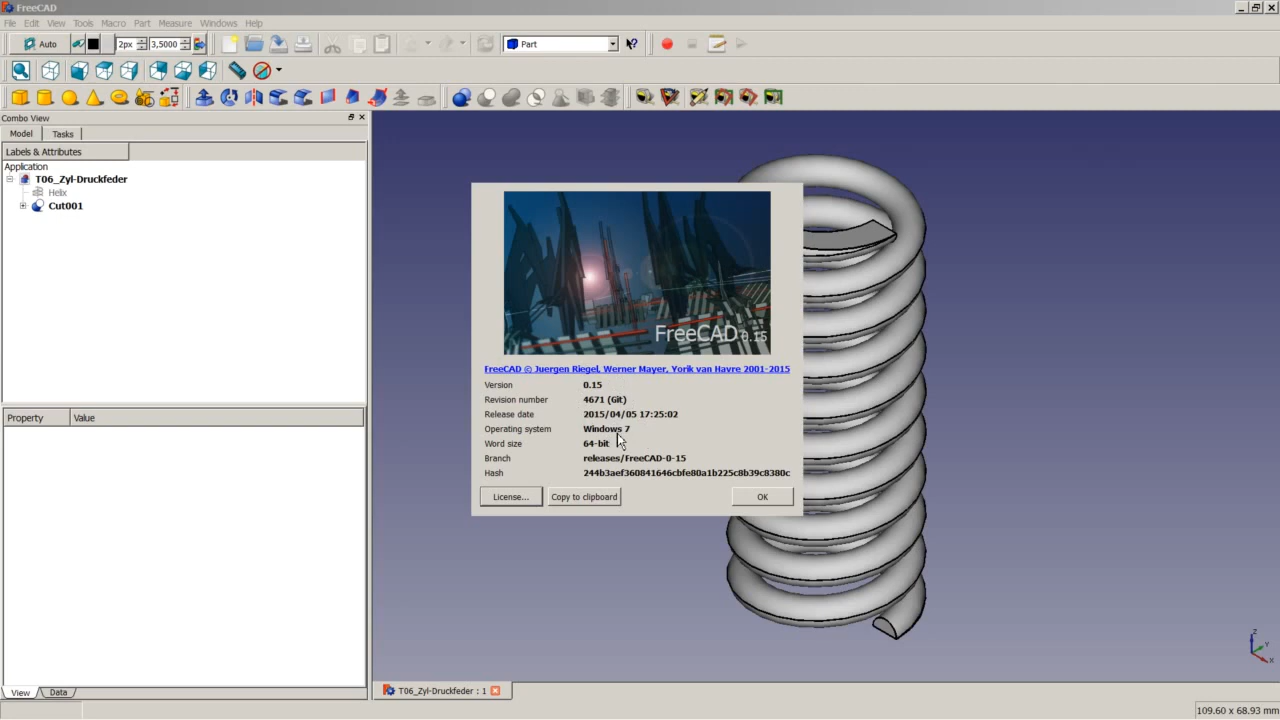 FreeCAD
File Edit View Tools Macro Part Measure Windows Help
Auto 2px 3,5000 Part
Combo View
Model Tasks
Labels & Attributes
Application
T06_Zyl-Druckfeder
Helix
Cut001
Property Value
View Data
FreeCAD 0.15
FreeCAD © Juergen Riegel, Werner Mayer, Yorik van Havre 2001-2015
Version 0.15
Revision number 4671 (Git)
Release date 2015/04/05 17:25:02
Operating system Windows 7
Word size 64-bit
Branch releases/FreeCAD-0-15
Hash 244b3aef360841646cbfe80a1b225c8b39c8380c
License... Copy to clipboard OK
Z
Y
X
T06_Zyl-Druckfeder : 1
109.60 x 68.93 mm